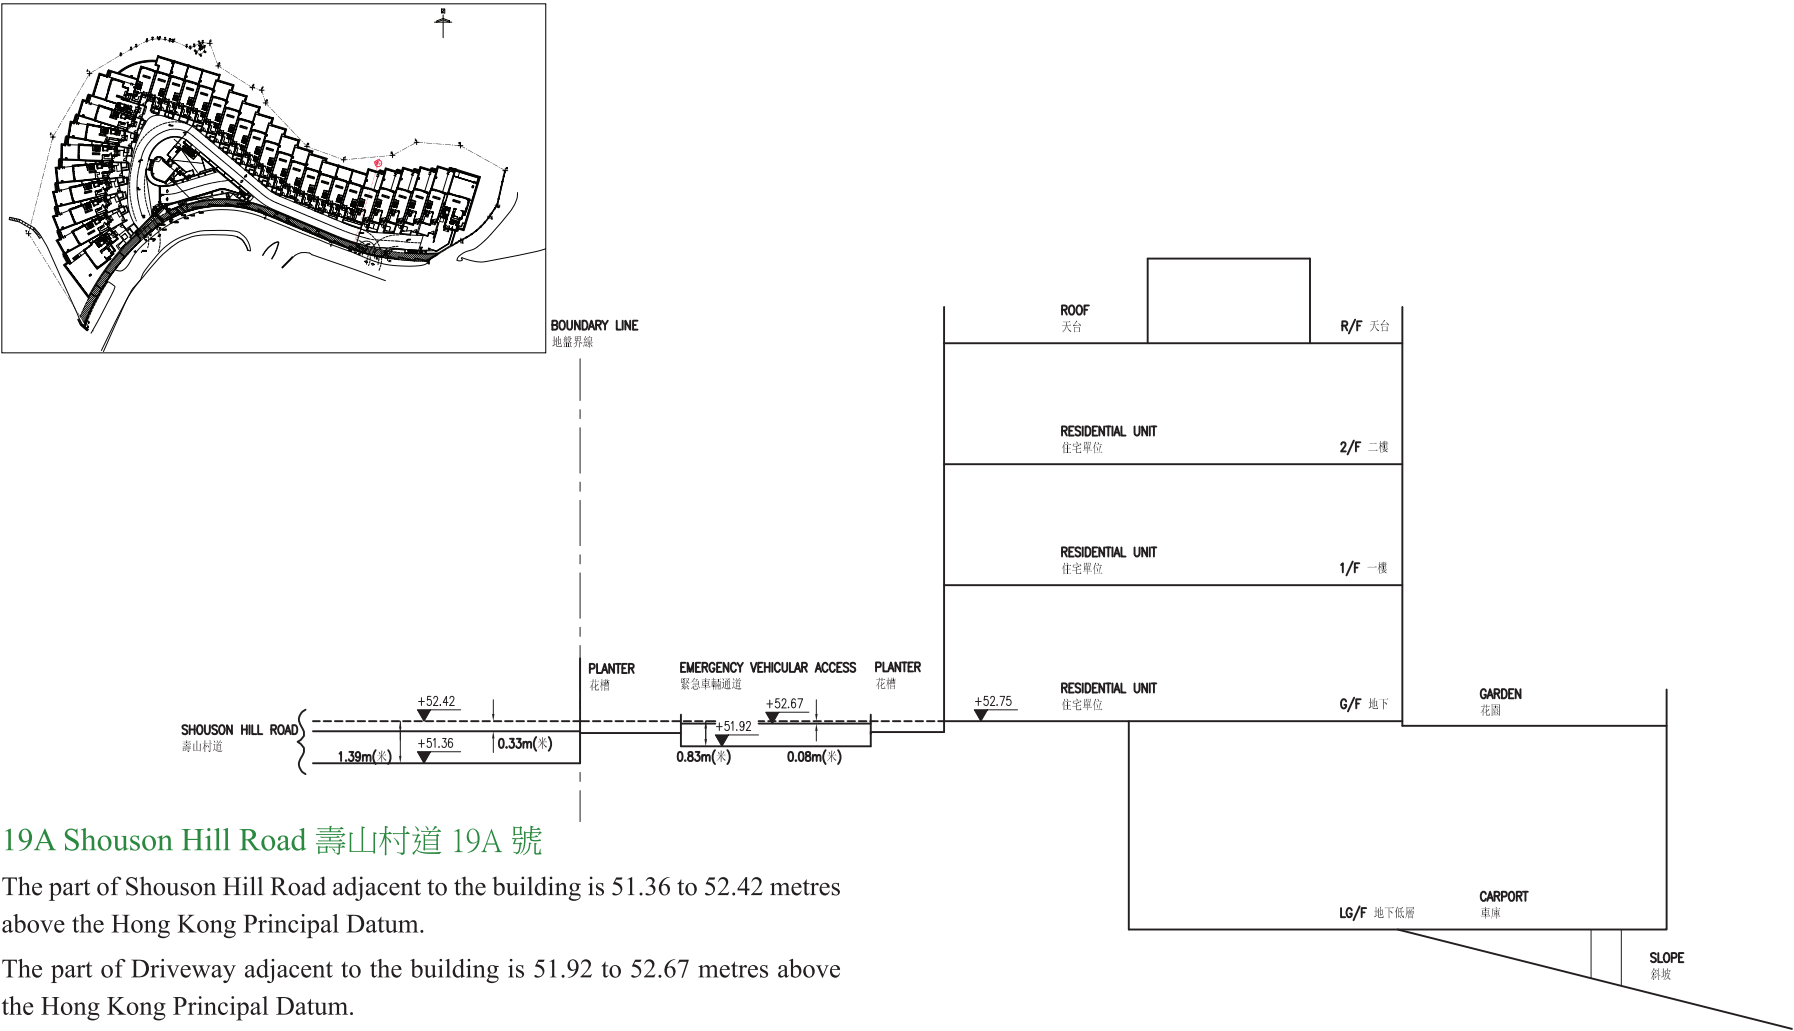 N
BOUNDARY LINE
地盤界線
ROOF
天台
R/F 天台
RESIDENTIAL UNIT
住宅單位
2/F 二樓
RESIDENTIAL UNIT
住宅單位
1/F 一樓
PLANTER
花槽
EMERGENCY VEHICULAR ACCESS
緊急車輛通道
PLANTER
花槽
RESIDENTIAL UNIT
住宅單位
G/F 地下
GARDEN
花園
+52.42
+52.67
+52.75
SHOUSON HILL ROAD
壽山村道
+51.36
+51.92
0.33m(米)
1.39m(米)
0.83m(米)
0.08m(米)
19A Shouson Hill Road 壽山村道 19A 號
The part of Shouson Hill Road adjacent to the building is 51.36 to 52.42 metres
above the Hong Kong Principal Datum.
The part of Driveway adjacent to the building is 51.92 to 52.67 metres above
the Hong Kong Principal Datum.
LG/F 地下低層
CARPORT
車庫
SLOPE
斜坡